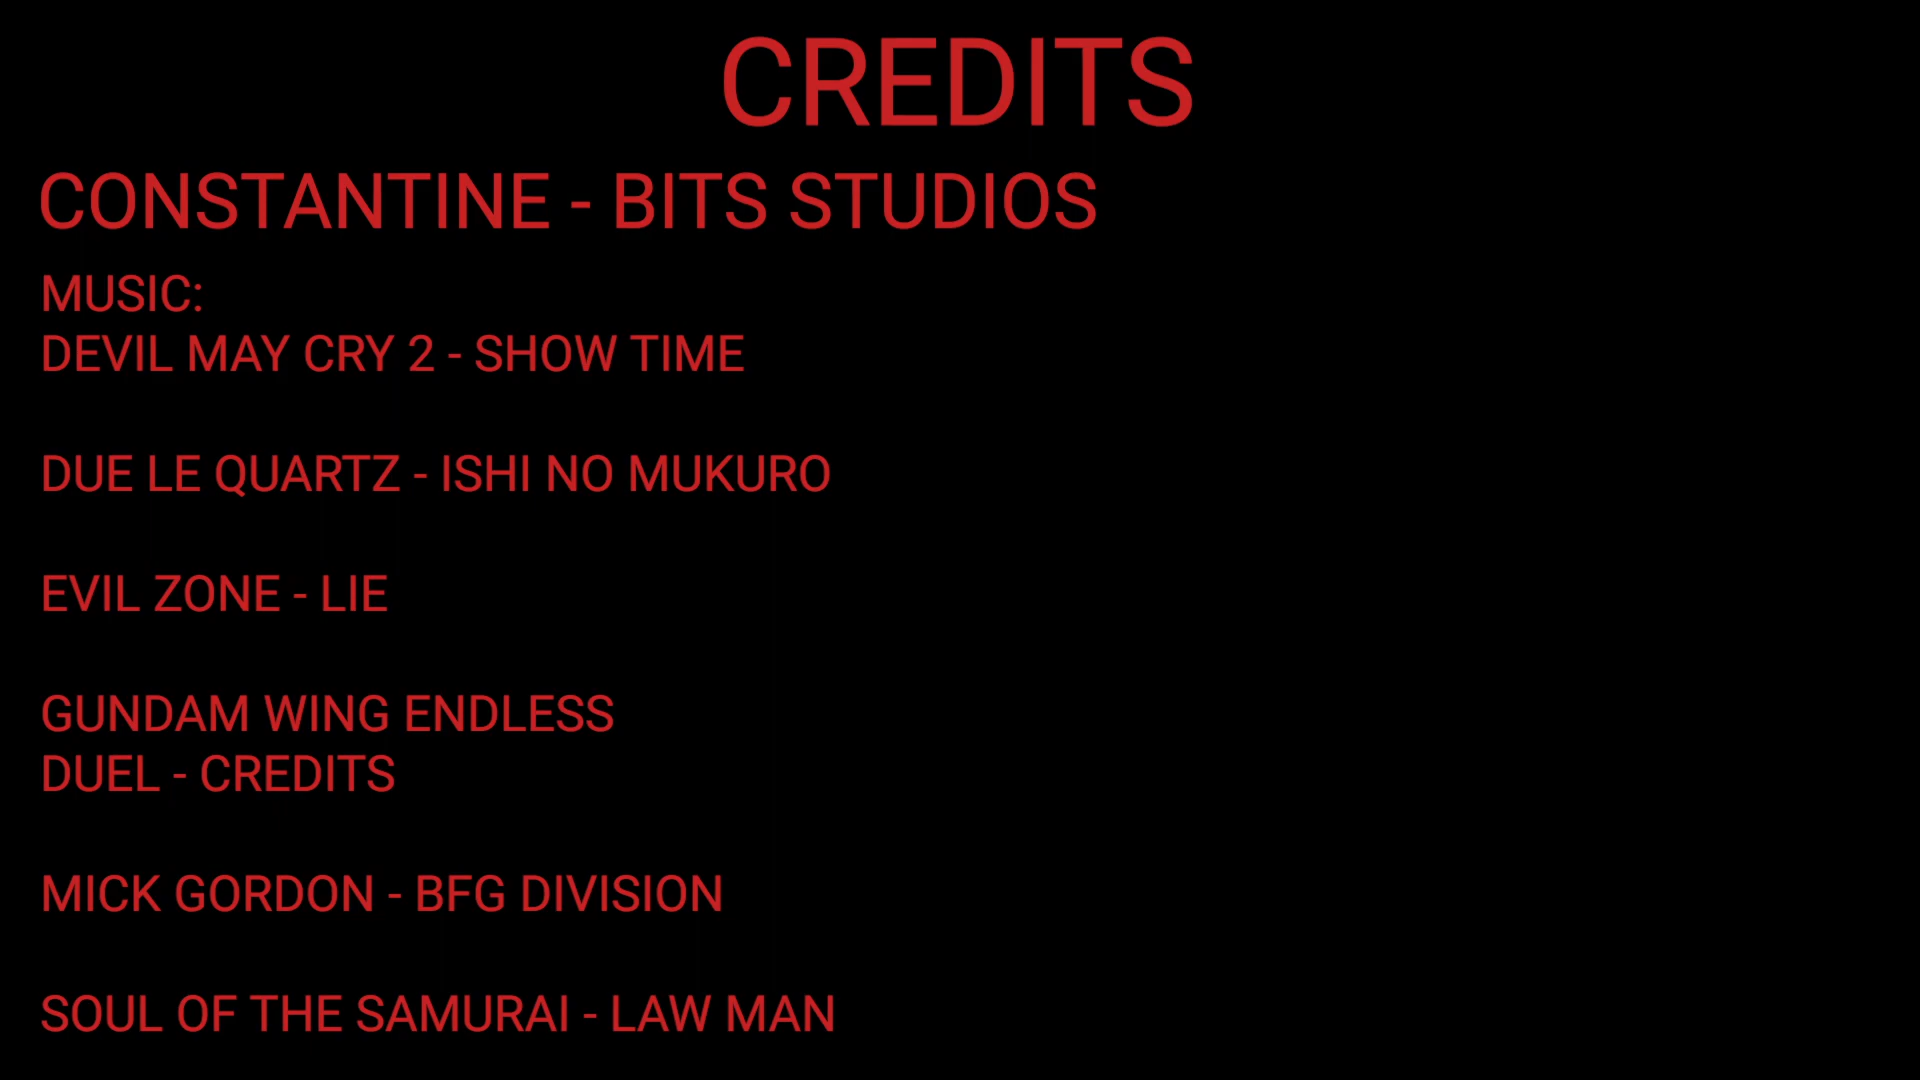 CREDITS
CONSTANTINE - BITS STUDIOS
MUSIC:
DEVIL MAY CRY 2 - SHOW TIME
DUE LE QUARTZ - ISHI NO MUKURO
EVIL ZONE - LIE
GUNDAM WING ENDLESS
DUEL - CREDITS
MICK GORDON - BFG DIVISION
SOUL OF THE SAMURAI - LAW MAN